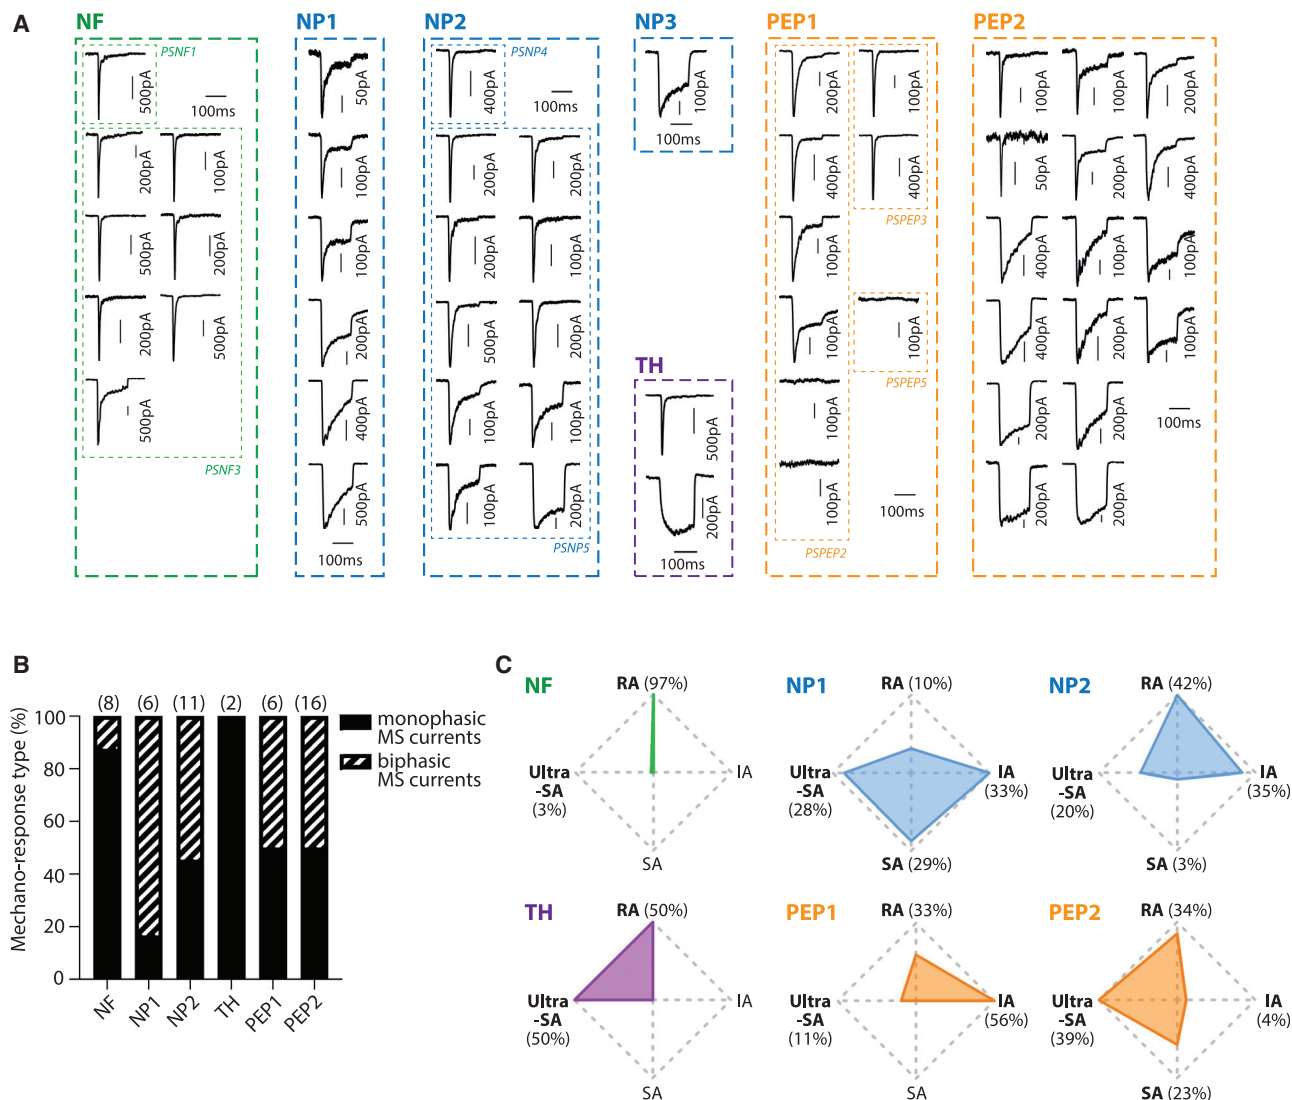 A
NF
NP1
NP2
NP3
PEP1
PEP2
PSNF1
500pA
100ms
200pA
100pA
500pA
200pA
200pA
500pA
500pA
PSNF3
50pA
100pA
100pA
200pA
400pA
500pA
100ms
PSNP4
400pA
100ms
200pA
200pA
200pA
100pA
500pA
200pA
100pA
100pA
100pA
200pA
PSNP5
100pA
100ms
TH
500pA
200pA
100ms
200pA
100pA
400pA
400pA
PSPEP3
100pA
100pA
100pA
PSPEP5
100pA
100pA
100ms
PSPEP2
100pA
100pA
200pA
50pA
200pA
400pA
400pA
100pA
100pA
400pA
200pA
100pA
200pA
200pA
100ms
200pA
200pA
B
(8) (6) (11) (2) (6) (16)
Mechano-response type (%)
100
80
60
40
20
0
NF NP1 NP2 TH PEP1 PEP2
monophasic
MS currents
biphasic
MS currents
C
NF
RA (97%)
Ultra
-SA
(3%)
IA
SA
NP1
RA (10%)
Ultra
-SA
(28%)
IA
(33%)
SA (29%)
NP2
RA (42%)
Ultra
-SA
(20%)
IA
(35%)
SA (3%)
TH
RA (50%)
Ultra
-SA
(50%)
IA
SA
PEP1
RA (33%)
Ultra
-SA
(11%)
IA
(56%)
SA
PEP2
RA (34%)
Ultra
-SA
(39%)
IA
(4%)
SA (23%)